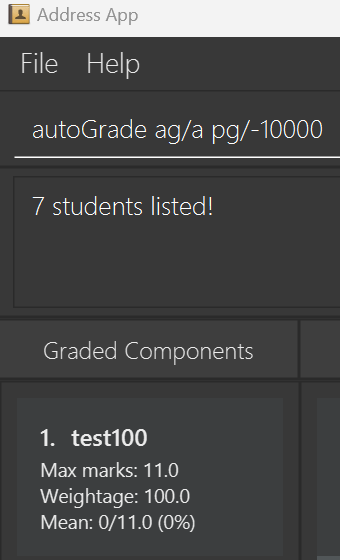 Address App
File Help
autoGrade ag/a pg/-10000
7 students listed!
Graded Components
1. test100
Max marks: 11.0
Weightage: 100.0
Mean: 0/11.0 (0%)